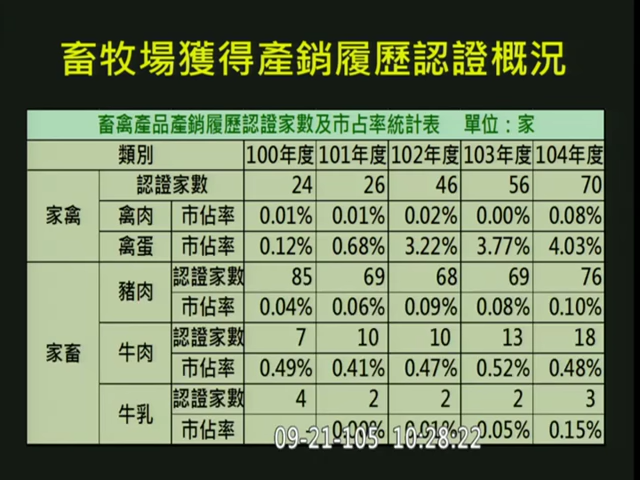 畜牧場獲得產銷履歷認證概況
畜禽產品產銷履歷認證家數及市占率統計表 單位：家
類別 100年度 101年度 102年度 103年度 104年度
家禽 認證家數 24 26 46 56 70
禽肉 市佔率 0.01% 0.01% 0.02% 0.00% 0.08%
禽蛋 市佔率 0.12% 0.68% 3.22% 3.77% 4.03%
家畜 豬肉 認證家數 85 69 68 69 76
市佔率 0.04% 0.06% 0.09% 0.08% 0.10%
牛肉 認證家數 7 10 10 13 18
市佔率 0.49% 0.41% 0.47% 0.52% 0.48%
牛乳 認證家數 4 2 2 2 3
市佔率 0.05% 0.15%
09-21-105 10:28:22